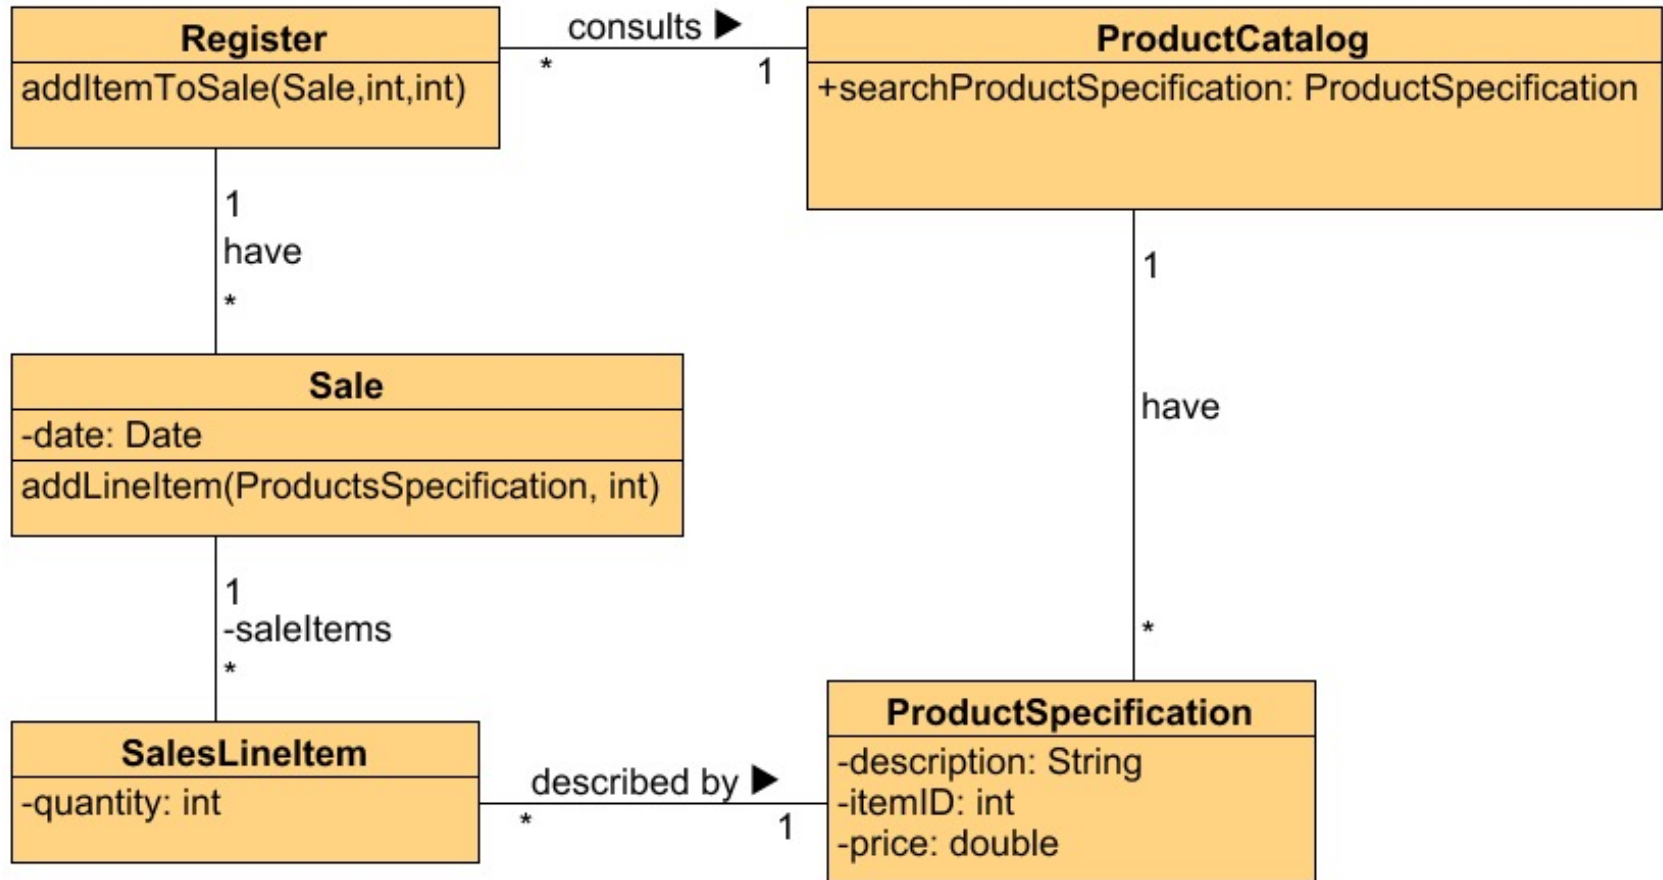 Register
addItemToSale(Sale,int,int)
consults ▶
*
1
ProductCatalog
+searchProductSpecification: ProductSpecification
1
have
*
Sale
-date: Date
addLineItem(ProductsSpecification, int)
1
have
*
1
-saleItems
*
SalesLineItem
-quantity: int
described by ▶
*
1
ProductSpecification
-description: String
-itemID: int
-price: double